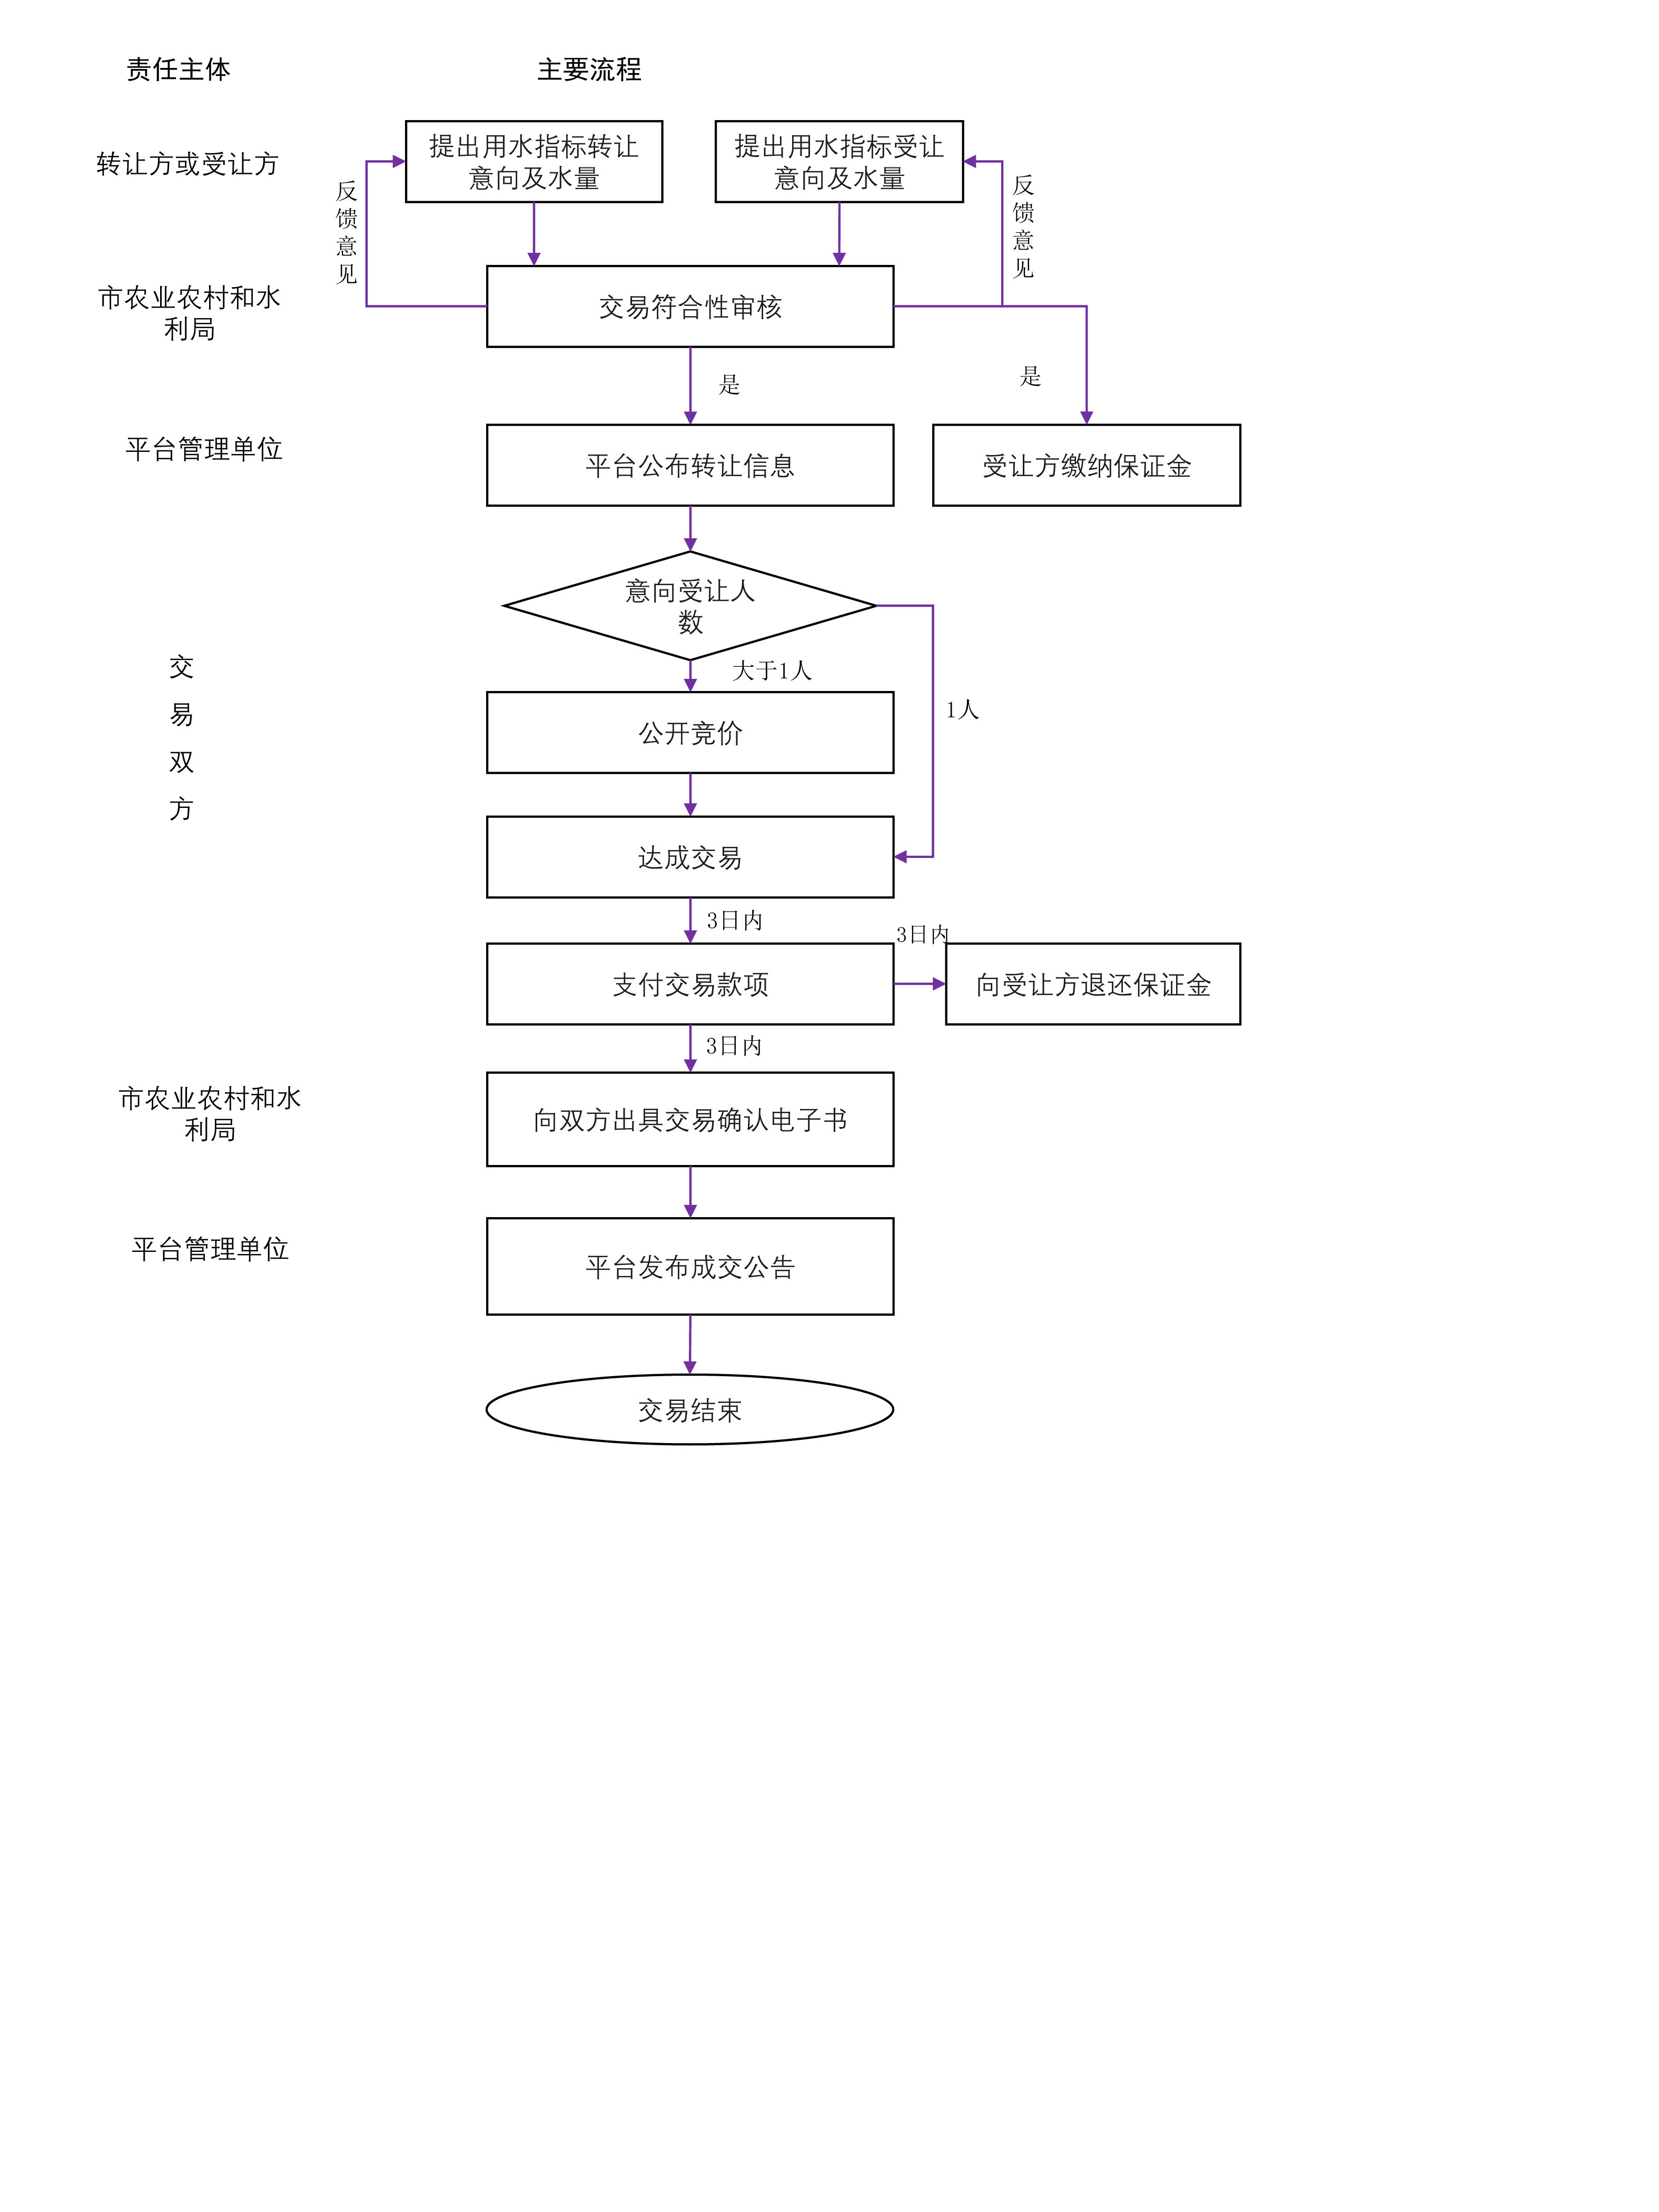 责任主体
主要流程
转让方或受让方
提出用水指标转让
意向及水量
提出用水指标受让
意向及水量
反
馈
意
见
反
馈
意
见
市农业农村和水
利局
交易符合性审核
是
是
平台管理单位
平台公布转让信息
受让方缴纳保证金
意向受让人
数
大于1人
1人
交
易
双
方
公开竞价
达成交易
3日内
3日内
支付交易款项
向受让方退还保证金
3日内
市农业农村和水
利局
向双方出具交易确认电子书
平台管理单位
平台发布成交公告
交易结束